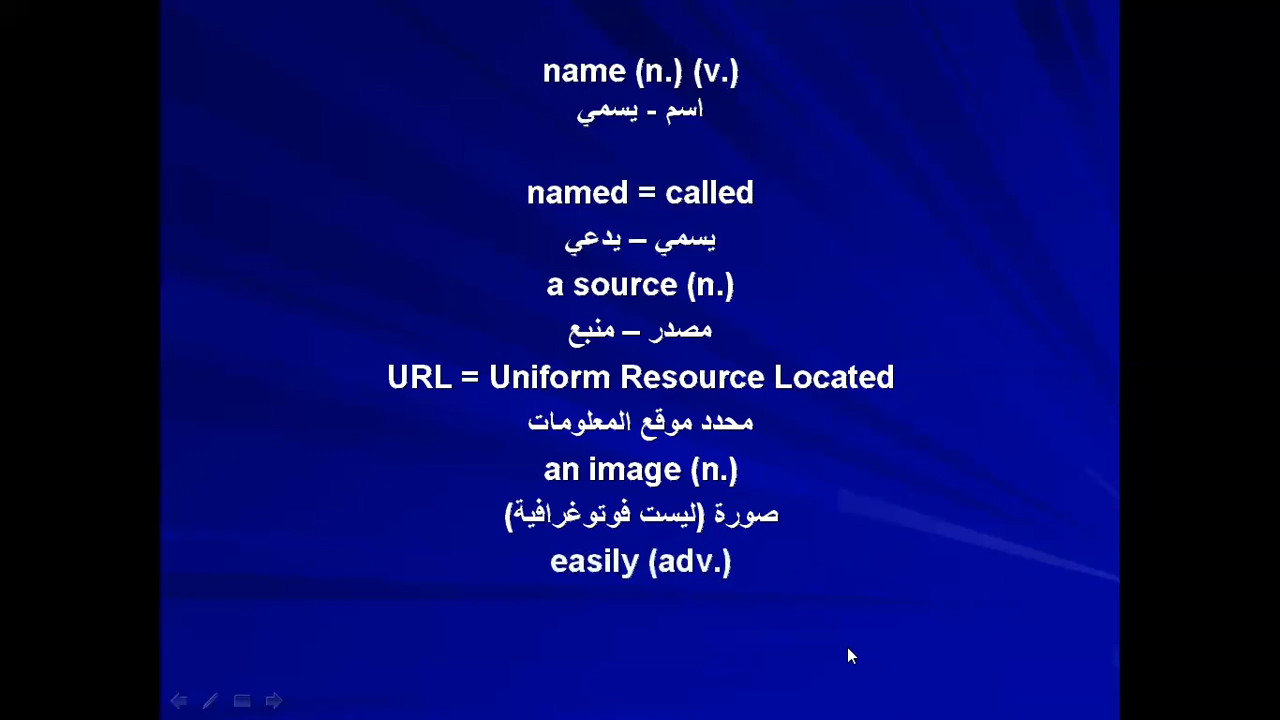 name (n.) (v.)
اسم - يسمي
named = called
يسمي – يدعي
a source (n.)
مصدر – منبع
URL = Uniform Resource Located
محدد موقع المعلومات
an image (n.)
صورة (ليست فوتوغرافية)
easily (adv.)